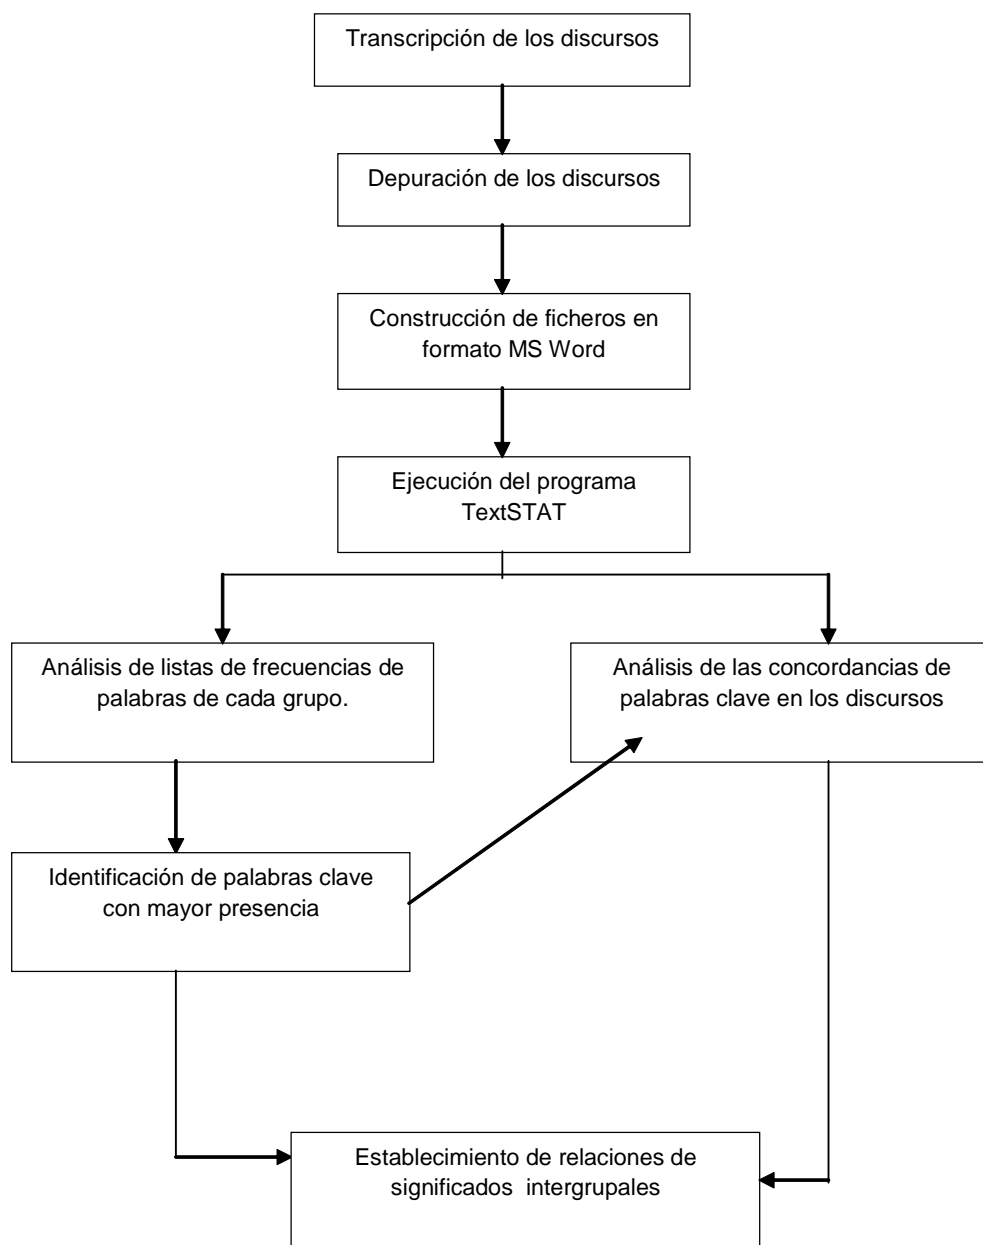 Transcripción de los discursos
Depuración de los discursos
Construcción de ficheros en
formato MS Word
Ejecución del programa
TextSTAT
Análisis de listas de frecuencias de
palabras de cada grupo.
Análisis de las concordancias de
palabras clave en los discursos
Identificación de palabras clave
con mayor presencia
Establecimiento de relaciones de
significados intergrupales